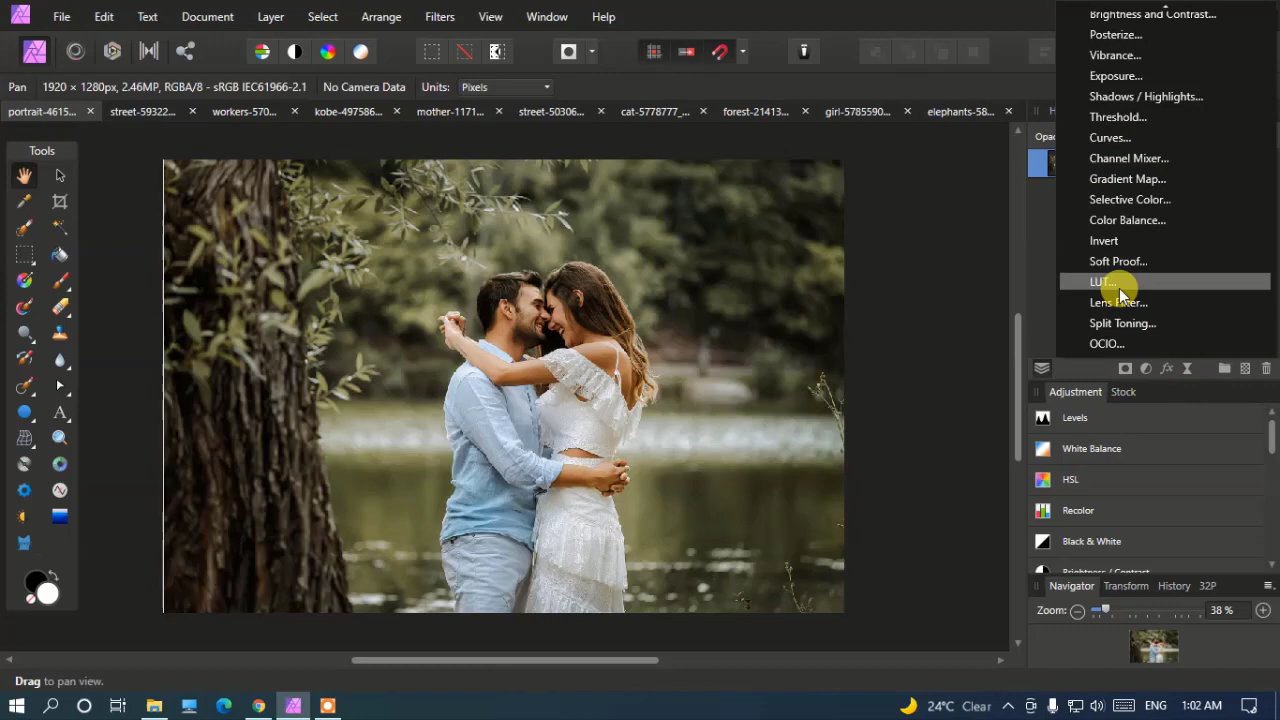 File Edit Text Document Layer Select Arrange Filters View Window Help
Pan 1920 × 1280px, 2.46MP, RGBA/8 - sRGB IEC61966-2.1 No Camera Data Units: Pixels
portrait-4615... street-59322... workers-570... kobe-497586... mother-1171... street-50306... cat-5778777_... forest-21413... girl-5785590... elephants-58... H
Tools
Opac
Brightness and Contrast...
Posterize...
Vibrance...
Exposure...
Shadows / Highlights...
Threshold...
Curves...
Channel Mixer...
Gradient Map...
Selective Color...
Color Balance...
Invert
Soft Proof...
LUT...
Lens Filter...
Split Toning...
OCIO...
Adjustment Stock
Levels
White Balance
HSL
Recolor
Black & White
Brightness / Contrast
Navigator Transform History 32P
Zoom: 38 %
Drag to pan view.
24°C Clear ENG 1:02 AM